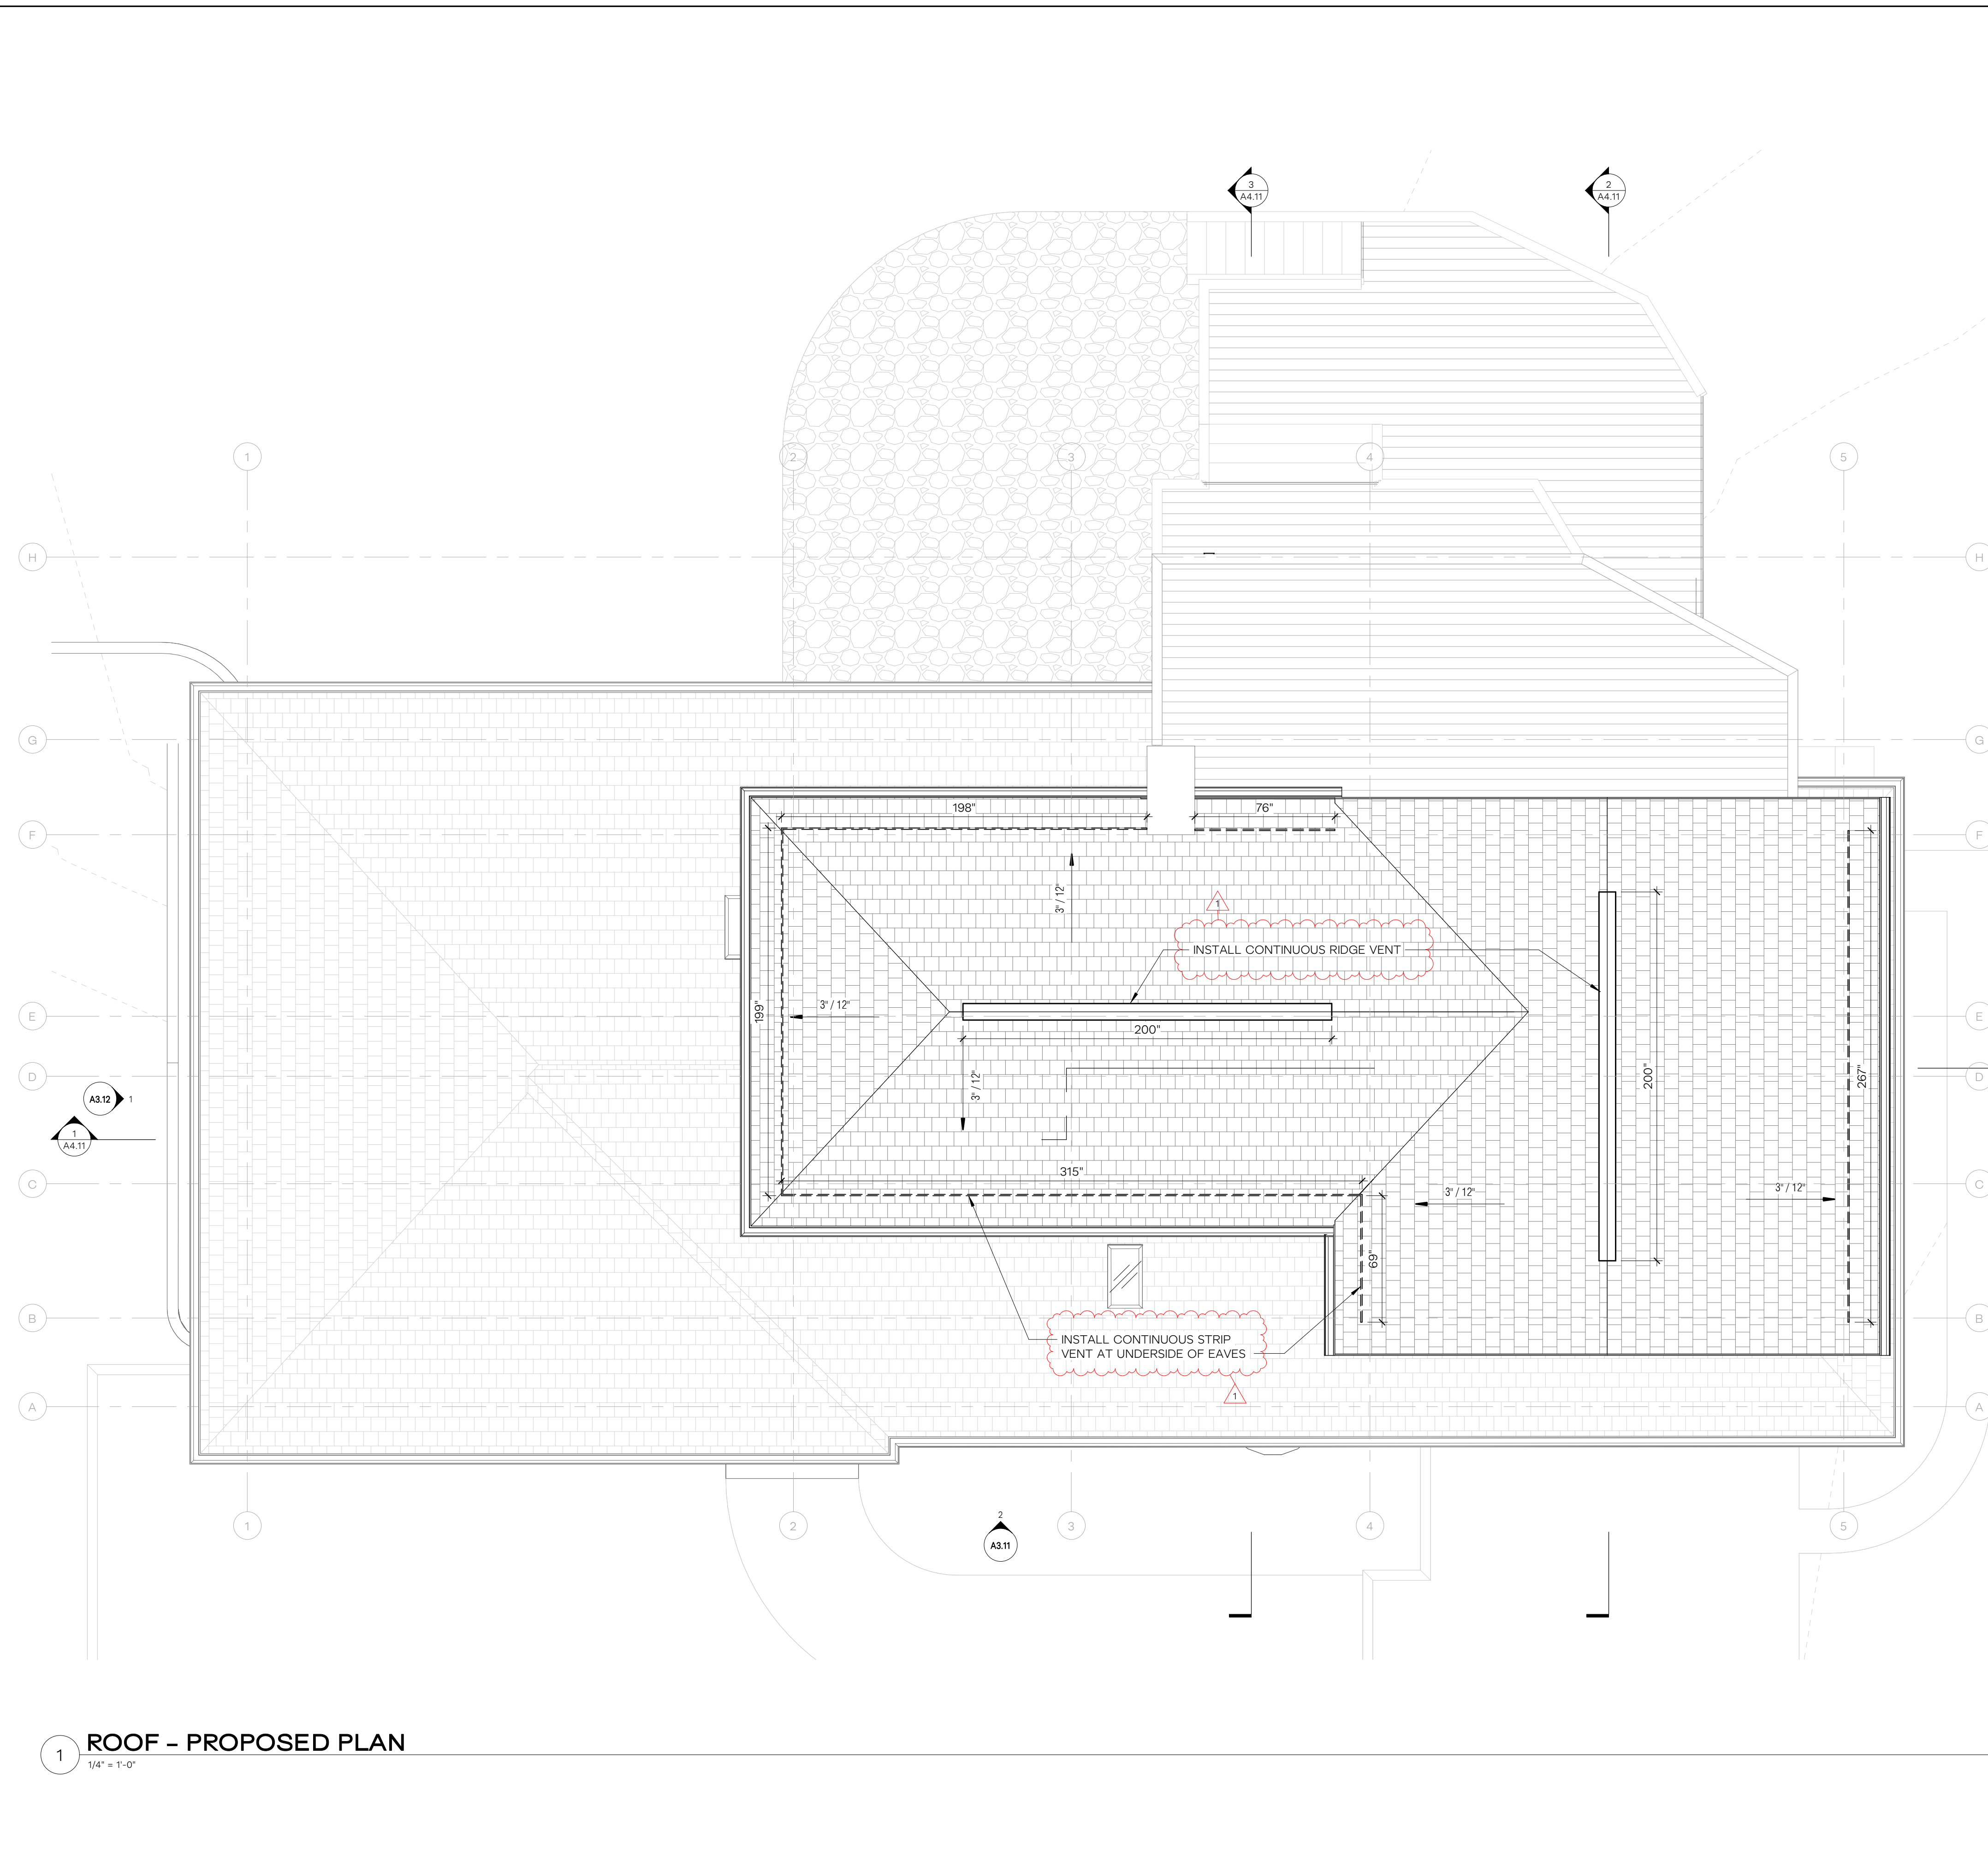 3
A4.11
2
A4.11
1
2
3
4
5
H
H
G
G
198"
76"
F
F
3" / 12"
1
INSTALL CONTINUOUS RIDGE VENT
199"
3" / 12"
E
E
200"
D
D
3" / 12"
200"
267"
A3.12
1
1
A4.11
315"
C
C
3" / 12"
3" / 12"
69"
B
B
INSTALL CONTINUOUS STRIP
VENT AT UNDERSIDE OF EAVES
1
A
A
1
2
3
4
5
2
A3.11
1
ROOF - PROPOSED PLAN
1/4" = 1'-0"